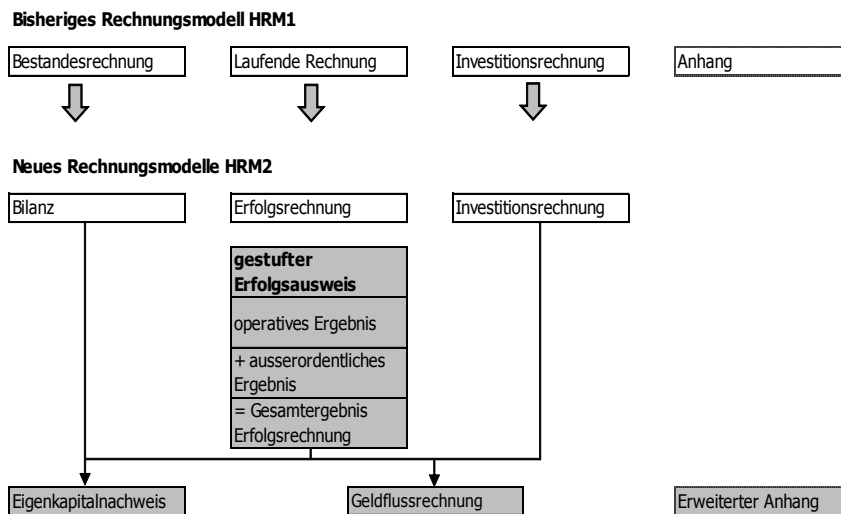 Bisheriges Rechnungsmodell HRM1
Bestandesrechnung
Laufende Rechnung
Investitionsrechnung
Anhang
Neues Rechnungsmodelle HRM2
Bilanz
Erfolgsrechnung
Investitionsrechnung
gestufter
Erfolgsausweis
operatives Ergebnis
+ ausserordentliches
Ergebnis
= Gesamtergebnis
Erfolgsrechnung
Eigenkapitalnachweis
Geldflussrechnung
Erweiterter Anhang